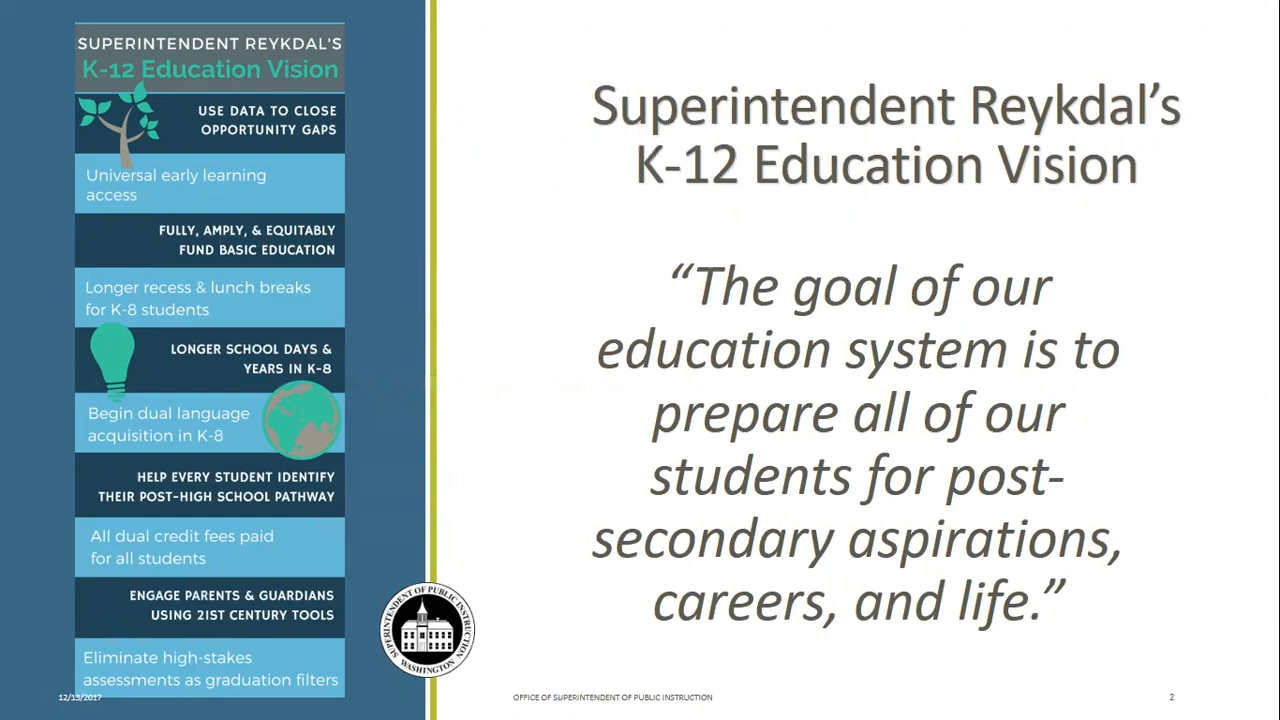 SUPERINTENDENT REYKDAL'S
K-12 Education Vision
USE DATA TO CLOSE
OPPORTUNITY GAPS
Universal early learning
access
FULLY, AMPLY, & EQUITABLY
FUND BASIC EDUCATION
Longer recess & lunch breaks
for K-8 students
LONGER SCHOOL DAYS &
YEARS IN K-8
Begin dual language
acquisition in K-8
HELP EVERY STUDENT IDENTIFY
THEIR POST-HIGH SCHOOL PATHWAY
All dual credit fees paid
for all students
ENGAGE PARENTS & GUARDIANS
USING 21ST CENTURY TOOLS
Eliminate high-stakes
assessments as graduation filters
12/13/2017
SUPERINTENDENT OF PUBLIC INSTRUCTION
WASHINGTON
Superintendent Reykdal’s
K-12 Education Vision
“The goal of our
education system is to
prepare all of our
students for post-
secondary aspirations,
careers, and life.”
OFFICE OF SUPERINTENDENT OF PUBLIC INSTRUCTION
2